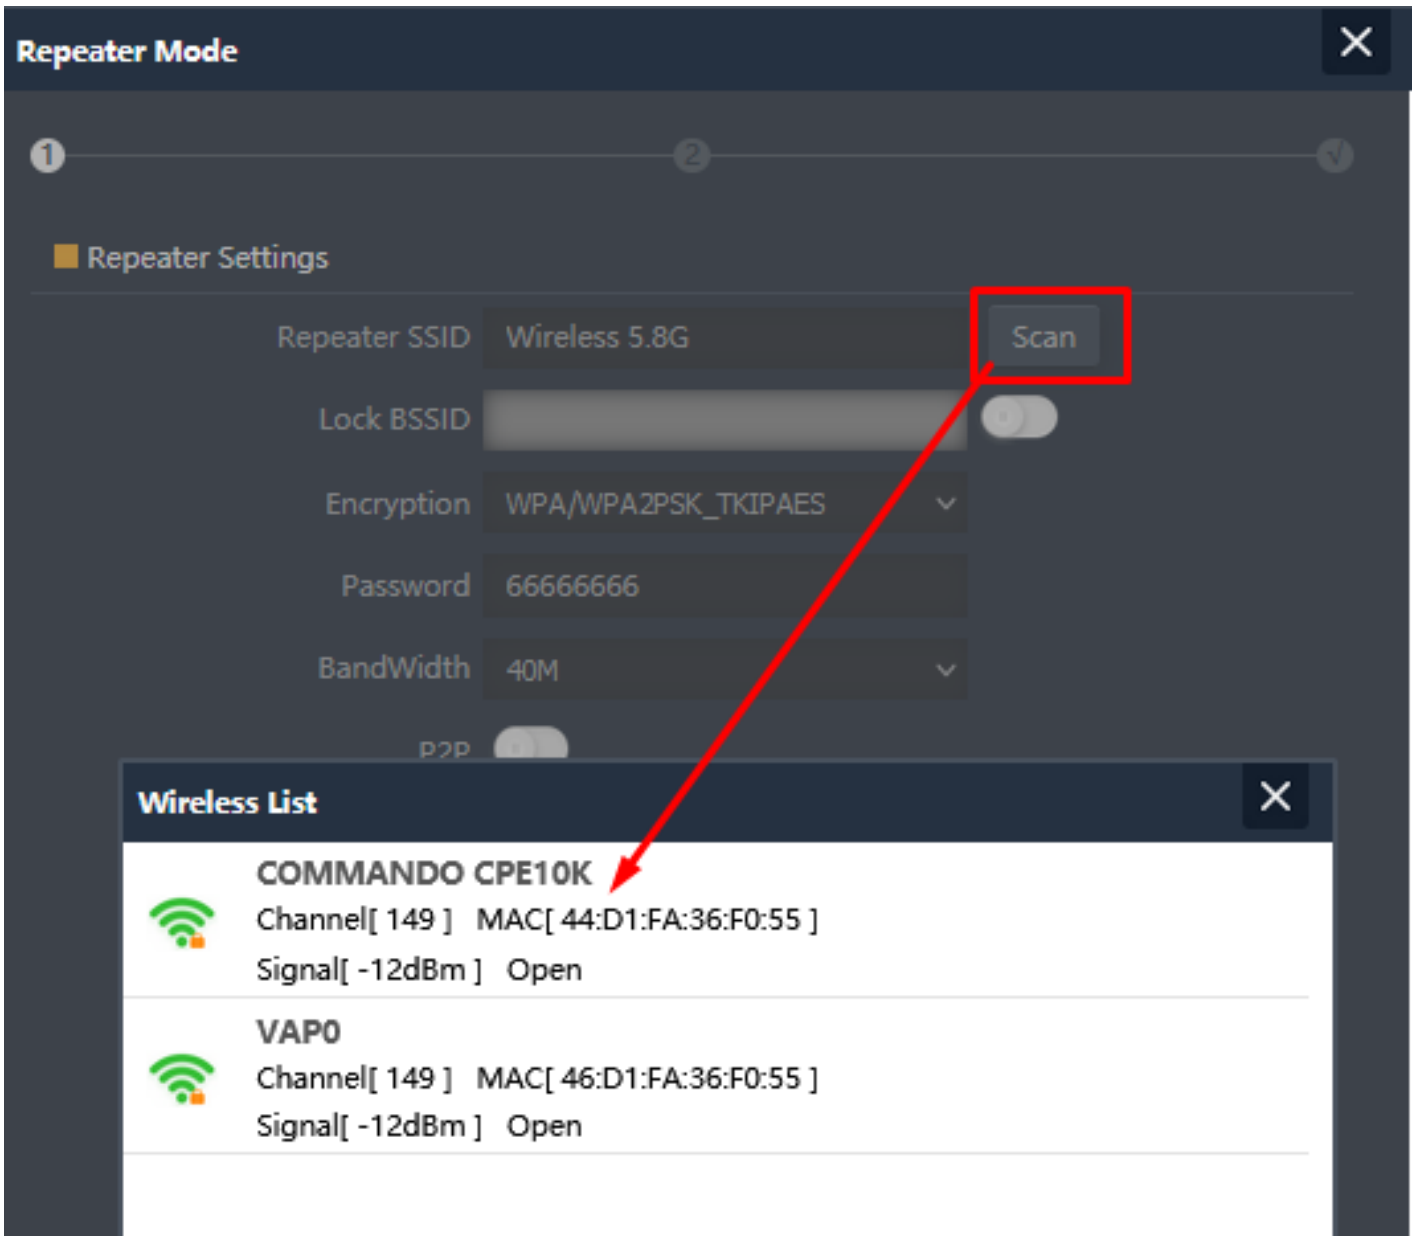 Repeater Mode
1
2
√
Repeater Settings
Repeater SSID Wireless 5.8G Scan
Lock BSSID
Encryption WPA/WPA2PSK_TKIPAES
Password 66666666
BandWidth 40M
P2P
Wireless List
COMMANDO CPE10K
Channel[ 149 ] MAC[ 44:D1:FA:36:F0:55 ]
Signal[ -12dBm ] Open
VAP0
Channel[ 149 ] MAC[ 46:D1:FA:36:F0:55 ]
Signal[ -12dBm ] Open